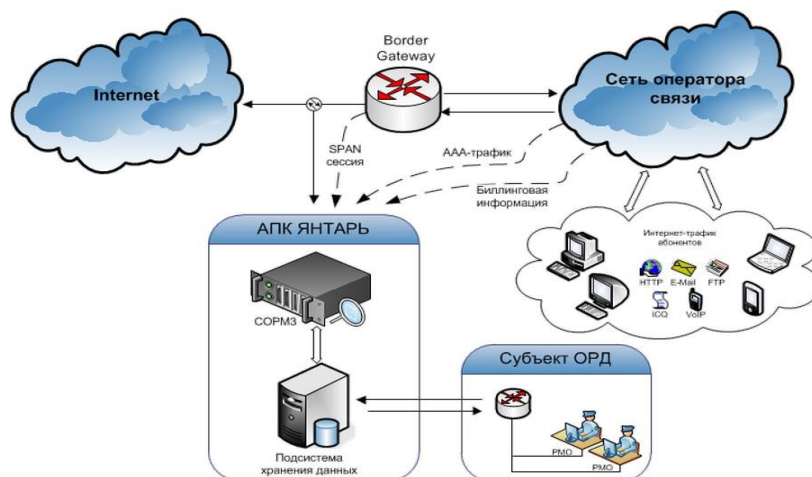 Border
Gateway
Internet
Сеть оператора
связи
SPAN
сессия
ААА-трафик
Биллинговая
информация
АПК ЯНТАРЬ
СОРМ3
Подсистема
хранения данных
Интернет-трафик
абонентов
HTTP
E-Mail
FTP
ICQ
VoIP
Субъект ОРД
РМО
РМО